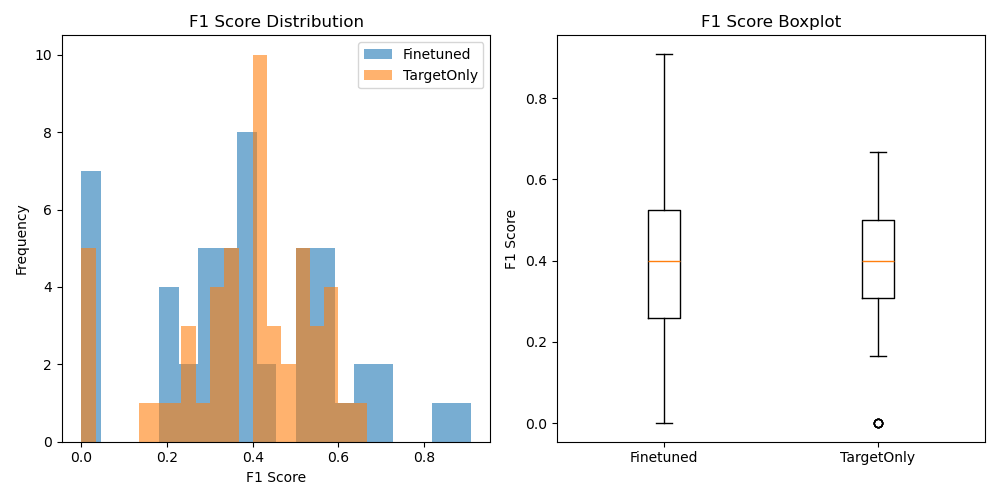 F1 Score Distribution
Finetuned
TargetOnly
Frequency
10
8
6
4
2
0
0.0 0.2 0.4 0.6 0.8
F1 Score
F1 Score Boxplot
F1 Score
0.8
0.6
0.4
0.2
0.0
Finetuned TargetOnly